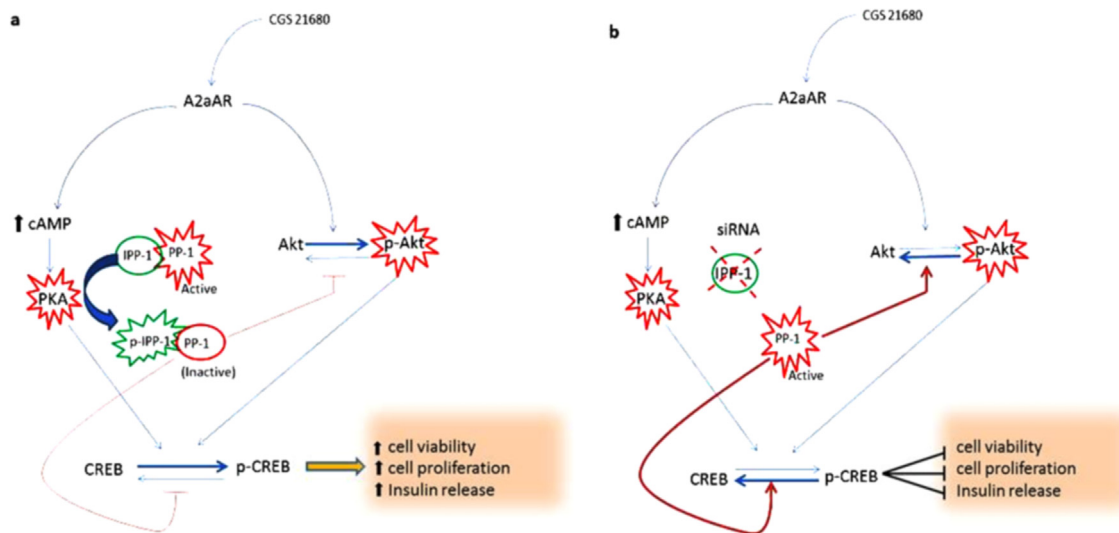 a
CGS 21680
A2aAR
cAMP
IPP-1
PP-1
Active
Akt
p-Akt
PKA
p-IPP-1
PP-1
(Inactive)
CREB
p-CREB
cell viability
cell proliferation
Insulin release
b
CGS 21680
A2aAR
cAMP
siRNA
IPP-1
Akt
p-Akt
PKA
PP-1
Active
CREB
p-CREB
cell viability
cell proliferation
Insulin release